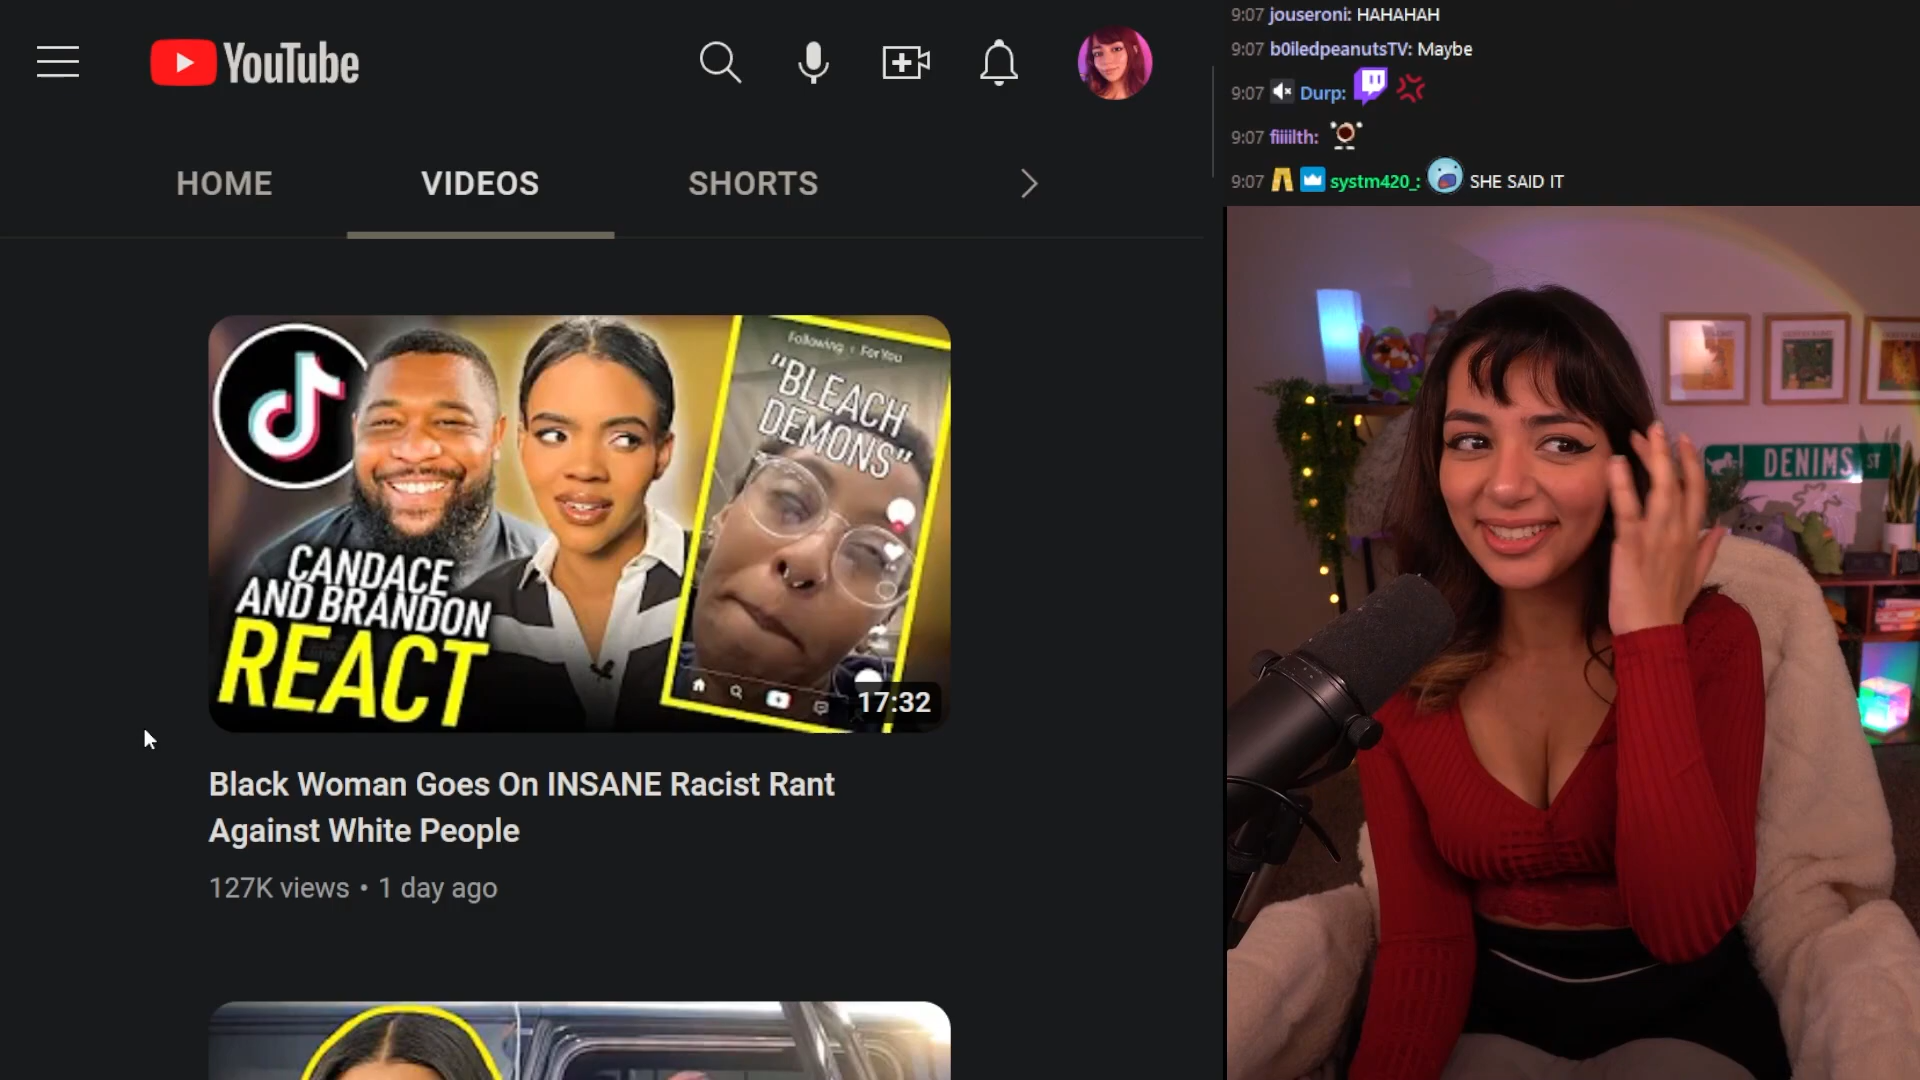 YouTube
HOME
VIDEOS
SHORTS
Following
For You
"BLEACH
DEMONS"
CANDACE
AND BRANDON
REACT
17:32
Black Woman Goes On INSANE Racist Rant
Against White People
127K views • 1 day ago
9:07 jouseroni: HAHAHAH
9:07 b0iledpeanutsTV: Maybe
9:07 Durp:
9:07 fiiiilth:
9:07 systm420_: SHE SAID IT
DENIMS ST